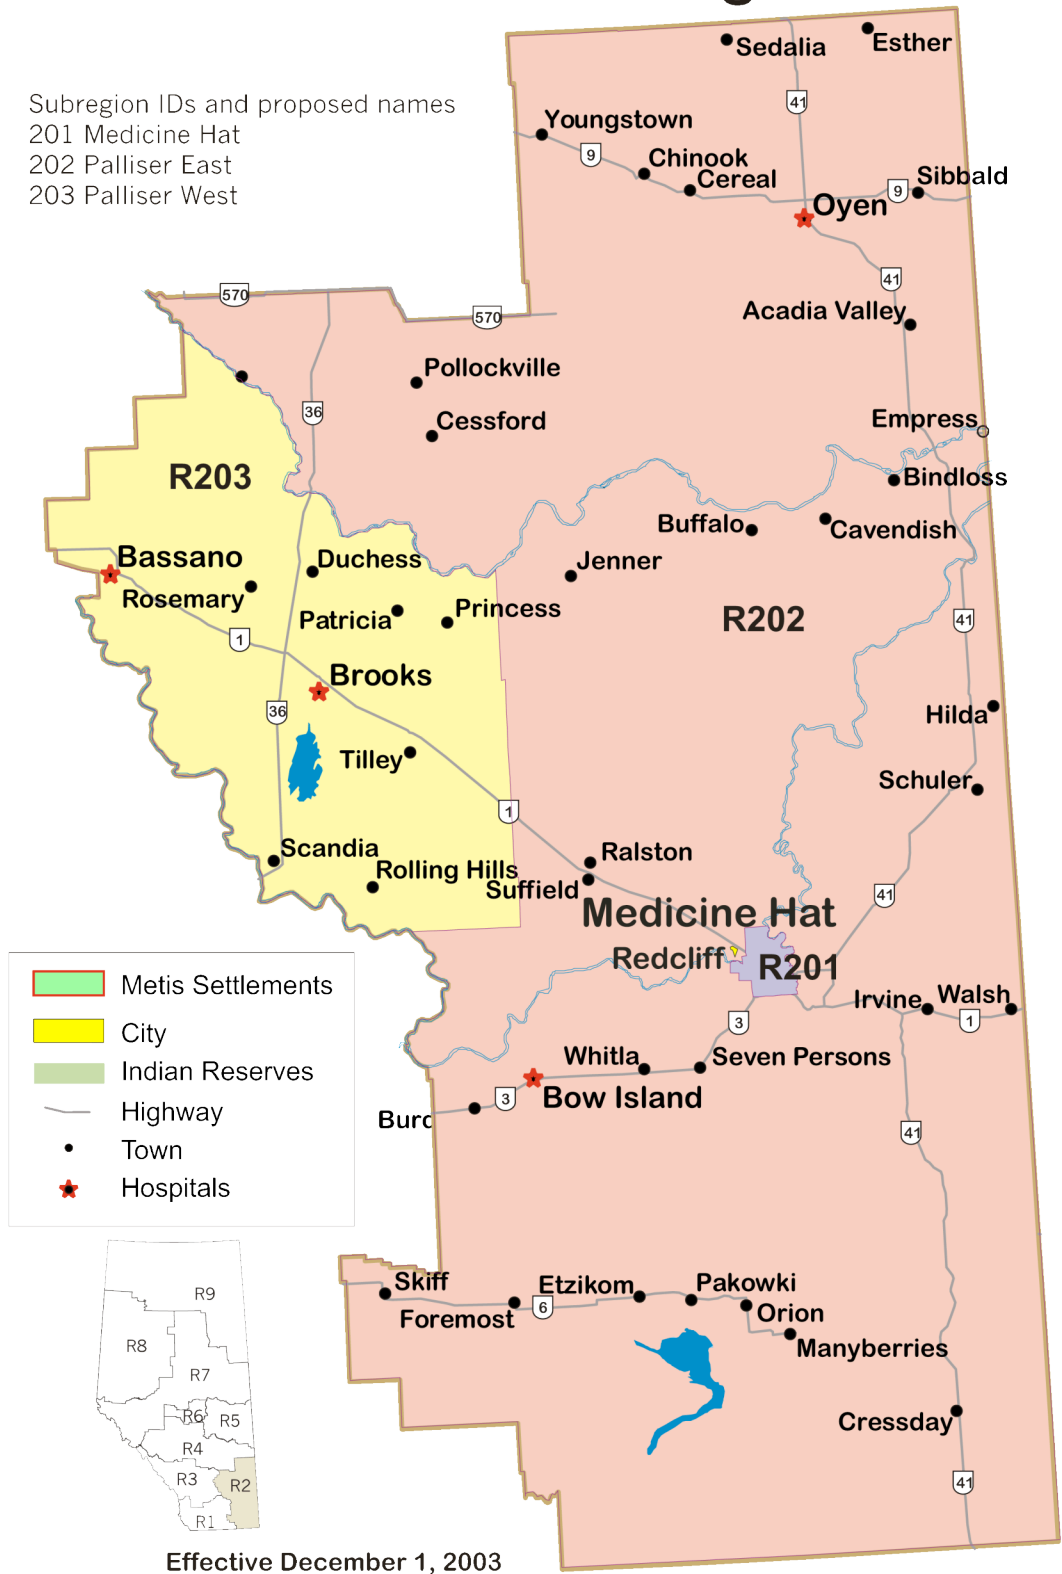 Subregion IDs and proposed names
201 Medicine Hat
202 Palliser East
203 Palliser West
Sedalia
Esther
41
Youngstown
9
Chinook
Cereal
9
Sibbald
Oyen
41
570
570
Acadia Valley
Pollockville
36
Cessford
Empress
R203
Bindloss
Buffalo
Cavendish
Bassano
Duchess
Jenner
Rosemary
Patricia
Princess
R202
41
1
Brooks
36
Hilda
Tilley
Schuler
1
Scandia
Rolling Hills
Ralston
Suffield
41
Medicine Hat
Redcliff
R201
Irvine
Walsh
1
3
Whitla
Seven Persons
3
Bow Island
Burd
41
Metis Settlements
City
Indian Reserves
Highway
Town
Hospitals
Skiff
Etzikom
Pakowki
Foremost
6
Orion
Manyberries
Cressday
41
R9
R8
R7
R6
R5
R4
R3
R2
R1
Effective December 1, 2003